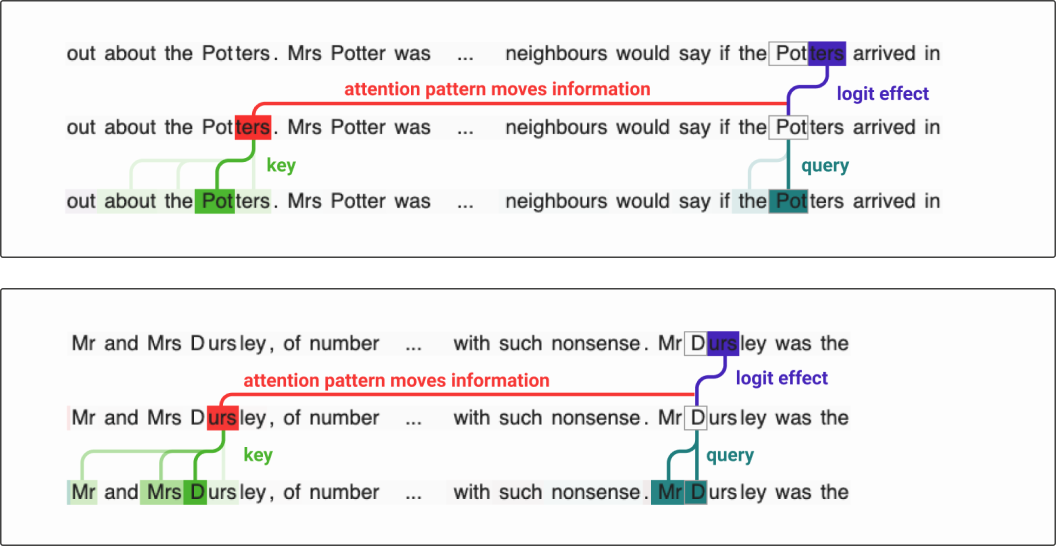 out about the Potters. Mrs Potter was ... neighbours would say if the Potters arrived in
attention pattern moves information
logit effect
out about the Potters. Mrs Potter was ... neighbours would say if the Potters arrived in
key
query
out about the Potters. Mrs Potter was ... neighbours would say if the Potters arrived in
Mr and Mrs Dursley, of number ... with such nonsense. Mr Dursley was the
attention pattern moves information
logit effect
Mr and Mrs Dursley, of number ... with such nonsense. Mr Dursley was the
key
query
Mr and Mrs Dursley, of number ... with such nonsense. Mr Dursley was the